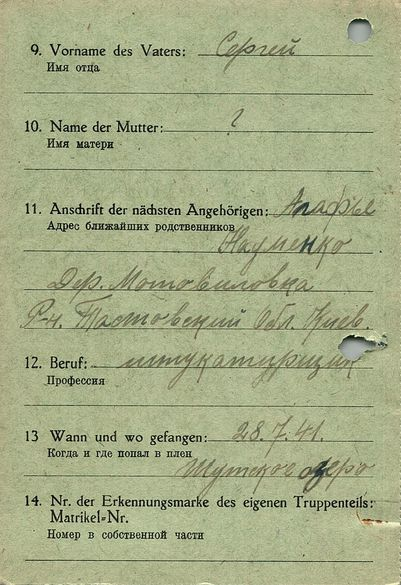 9. Vorname des Vaters: Сергей
Имя отца
10. Name der Mutter: ?
Имя матери
11. Anschrift der nächsten Angehörigen: Агафье
Адрес ближайших родственников
Науменко
Дер. Мотовиловка
Р-н. Фастовский Обл. Киев.
12. Beruf: штукатурщик
Профессия
13 Wann und wo gefangen: 28.7.41.
Когда и где попал в плен
озеро
14. Nr. der Erkennungsmarke des eigenen Truppenteils:
Matrikel-Nr.
Номер в собственной части